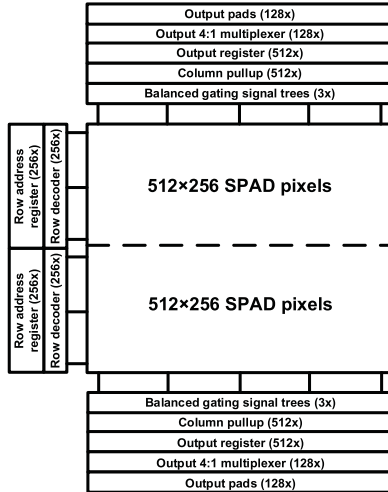 Output pads (128x)
Output 4:1 multiplexer (128x)
Output register (512x)
Column pullup (512x)
Balanced gating signal trees (3x)
Row address
register (256x)
Row decoder (256x)
512×256 SPAD pixels
Row address
register (256x)
Row decoder (256x)
512×256 SPAD pixels
Balanced gating signal trees (3x)
Column pullup (512x)
Output register (512x)
Output 4:1 multiplexer (128x)
Output pads (128x)